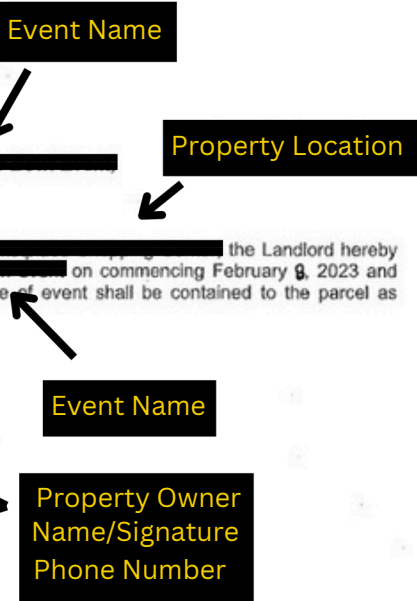 Event Name
Property Location
the Landlord hereby
on commencing February 8, 2023 and
of event shall be contained to the parcel as
Event Name
Property Owner
Name/Signature
Phone Number